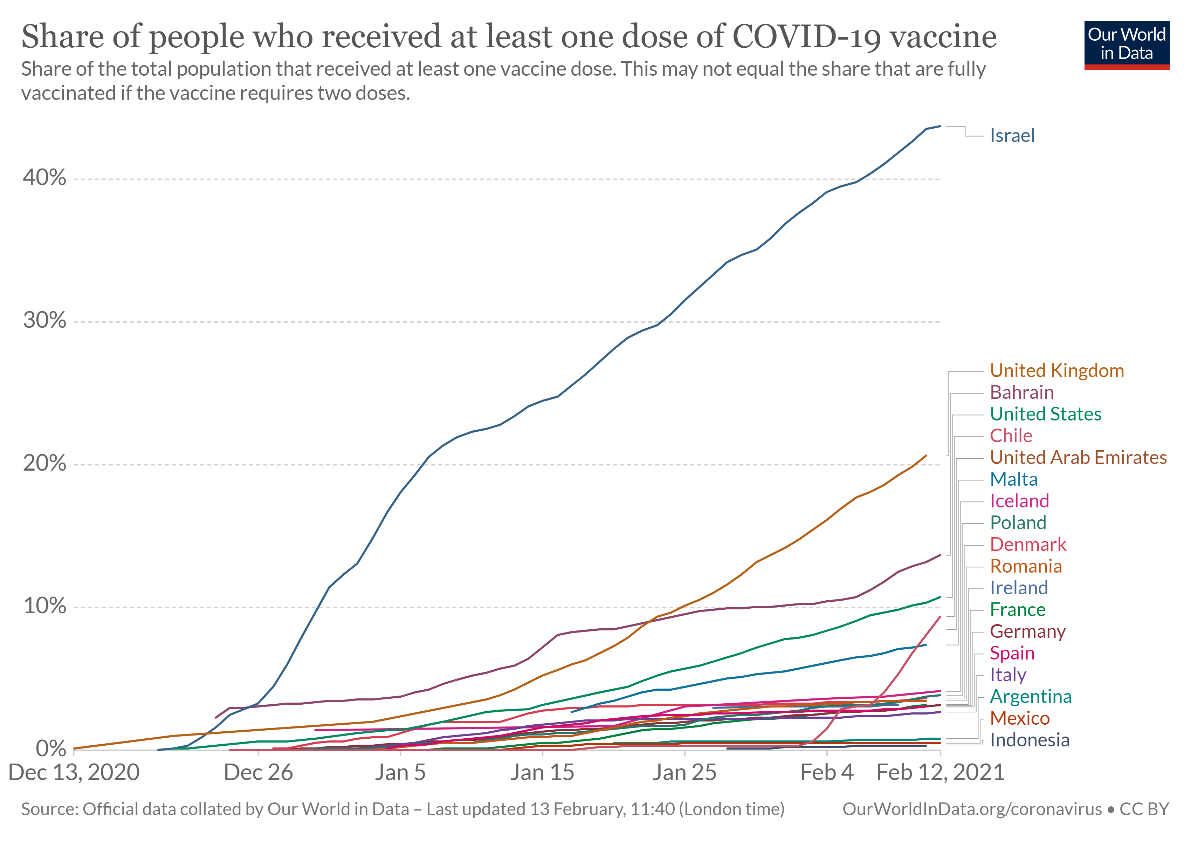 Share of people who received at least one dose of COVID-19 vaccine
Our World
in Data
Share of the total population that received at least one vaccine dose. This may not equal the share that are fully
vaccinated if the vaccine requires two doses.
Israel
40%
30%
United Kingdom
Bahrain
United States
Chile
United Arab Emirates
20%
Malta
Iceland
Poland
Denmark
Romania
Ireland
10%
France
Germany
Spain
Italy
Argentina
Mexico
Indonesia
0%
Dec 13, 2020 Dec 26 Jan 5 Jan 15 Jan 25 Feb 4 Feb 12, 2021
Source: Official data collated by Our World in Data – Last updated 13 February, 11:40 (London time) OurWorldInData.org/coronavirus • CC BY